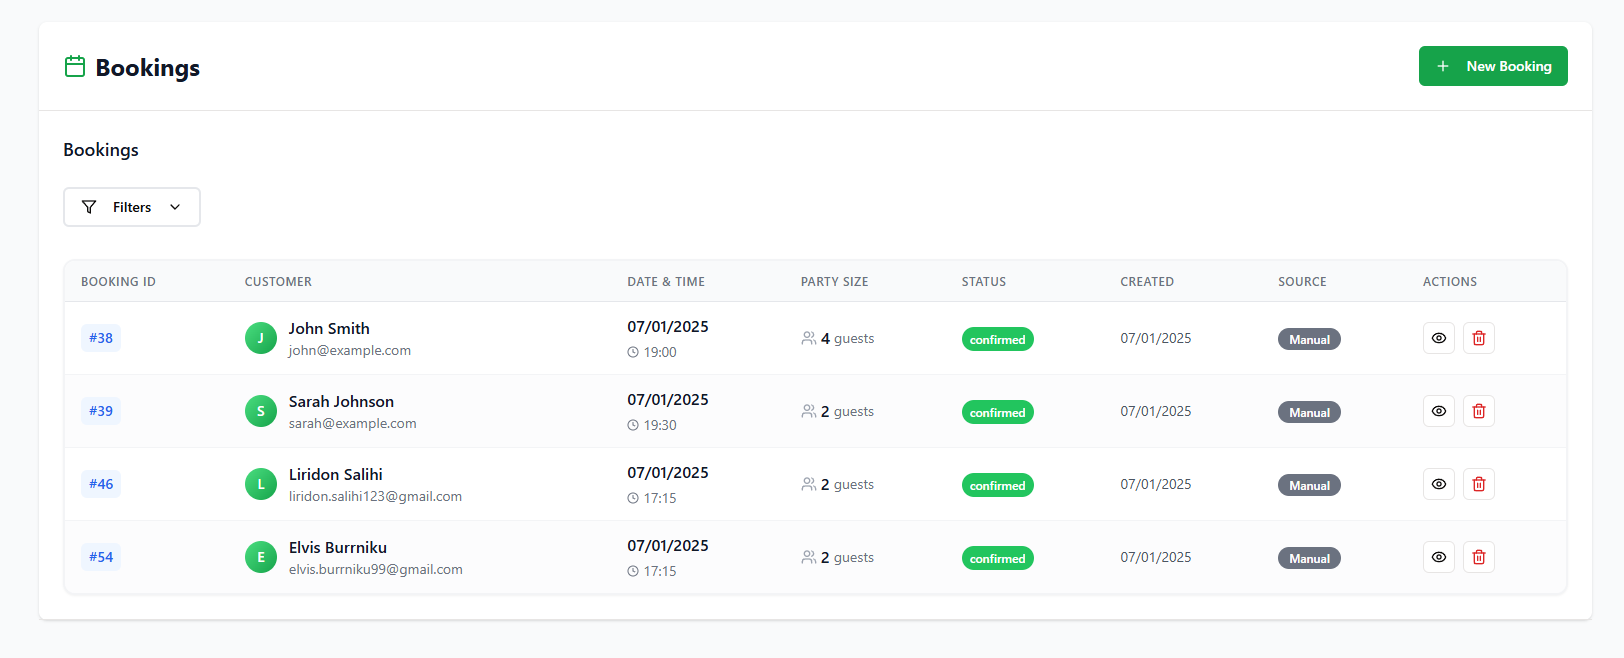 Bookings
New Booking
Bookings
Filters
BOOKING ID CUSTOMER DATE & TIME PARTY SIZE STATUS CREATED SOURCE ACTIONS
#38 J John Smith 07/01/2025 4 guests confirmed 07/01/2025 Manual
john@example.com 19:00
#39 S Sarah Johnson 07/01/2025 2 guests confirmed 07/01/2025 Manual
sarah@example.com 19:30
#46 L Liridon Salihi 07/01/2025 2 guests confirmed 07/01/2025 Manual
liridon.salihi123@gmail.com 17:15
#54 E Elvis Burrniku 07/01/2025 2 guests confirmed 07/01/2025 Manual
elvis.burrniku99@gmail.com 17:15